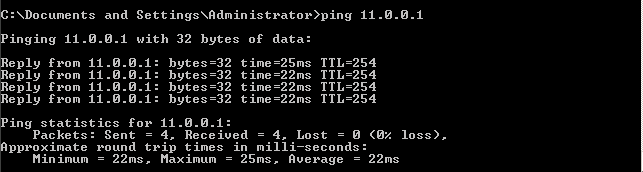 C:\Documents and Settings\Administrator>ping 11.0.0.1
Pinging 11.0.0.1 with 32 bytes of data:
Reply from 11.0.0.1: bytes=32 time=25ms TTL=254
Reply from 11.0.0.1: bytes=32 time=22ms TTL=254
Reply from 11.0.0.1: bytes=32 time=22ms TTL=254
Reply from 11.0.0.1: bytes=32 time=22ms TTL=254
Ping statistics for 11.0.0.1:
    Packets: Sent = 4, Received = 4, Lost = 0 (0% loss),
Approximate round trip times in milli-seconds:
    Minimum = 22ms, Maximum = 25ms, Average = 22ms